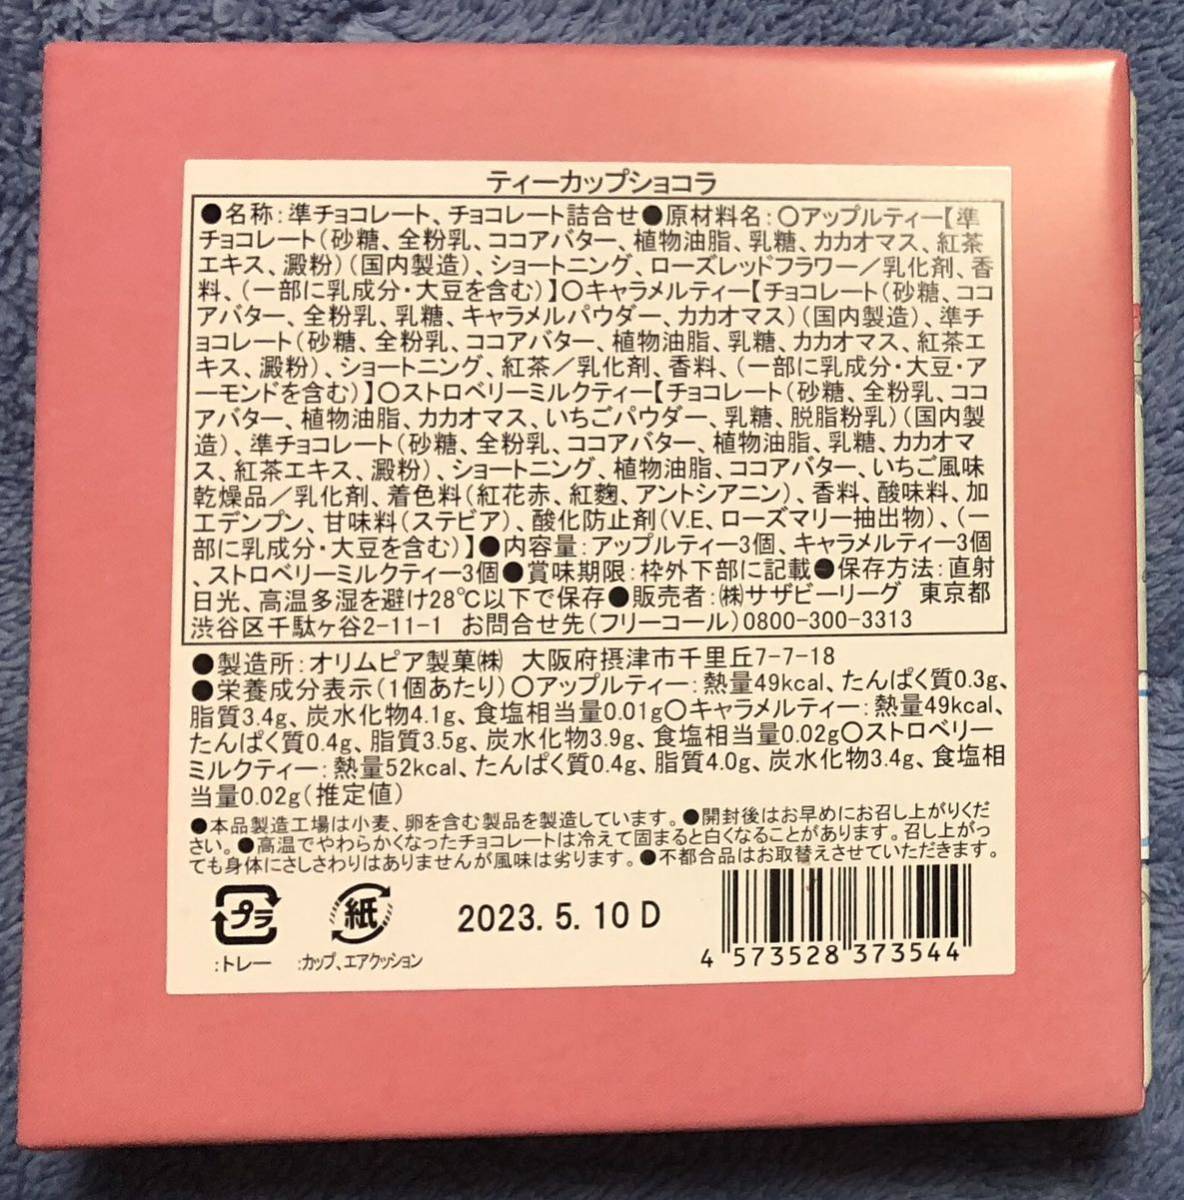 ティーカップショコラ
●名称:準チョコレート、チョコレート詰合せ●原材料名:〇アップルティー【準
チョコレート(砂糖、全粉乳、ココアバター、植物油脂、乳糖、カカオマス、紅茶
エキス、澱粉)(国内製造)、ショートニング、ローズレッドフラワー/乳化剤、香
料、(一部に乳成分・大豆を含む)】〇キャラメルティー【チョコレート(砂糖、ココ
アバター、全粉乳、乳糖、キャラメルパウダー、カカオマス)(国内製造)、準チ
ョコレート(砂糖、全粉乳、ココアバター、植物油脂、乳糖、カカオマス、紅茶エ
キス、澱粉)、ショートニング、紅茶/乳化剤、香料、(一部に乳成分・大豆・ア
ーモンドを含む)】〇ストロベリーミルクティー【チョコレート(砂糖、全粉乳、ココ
アバター、植物油脂、カカオマス、いちごパウダー、乳糖、脱脂粉乳)(国内製
造)、準チョコレート(砂糖、全粉乳、ココアバター、植物油脂、乳糖、カカオマ
ス、紅茶エキス、澱粉)、ショートニング、植物油脂、ココアバター、いちご風味
乾燥品/乳化剤、着色料(紅花赤、紅麴、アントシアニン)、香料、酸味料、加
工デンプン、甘味料(ステビア)、酸化防止剤(V.E、ローズマリー抽出物)、(一
部に乳成分・大豆を含む)】●内容量:アップルティー3個、キャラメルティー3個
、ストロベリーミルクティー3個●賞味期限:枠外下部に記載●保存方法:直射
日光、高温多湿を避け28℃以下で保存●販売者:㈱サザビーリーグ 東京都
渋谷区千駄ヶ谷2-11-1 お問合せ先(フリーコール)0800-300-3313
●製造所:オリムピア製菓㈱ 大阪府摂津市千里丘7-7-18
●栄養成分表示(1個あたり)〇アップルティー:熱量49kcal、たんぱく質0.3g、
脂質3.4g、炭水化物4.1g、食塩相当量0.01g〇キャラメルティー:熱量49kcal、
たんぱく質0.4g、脂質3.5g、炭水化物3.9g、食塩相当量0.02g〇ストロベリー
ミルクティー:熱量52kcal、たんぱく質0.4g、脂質4.0g、炭水化物3.4g、食塩相
当量0.02g(推定値)
●本品製造工場は小麦、卵を含む製品を製造しています。●開封後はお早めにお召し上がりくだ
さい。●高温でやわらかくなったチョコレートは冷えて固まると白くなることがあります。召し上がっ
ても身体にさしさわりはありませんが風味は劣ります。●不都合品はお取替えさせていただきます。
プラ
:トレー
紙
:カップ、エアクッション
2023. 5. 10 D
4 573528 373544